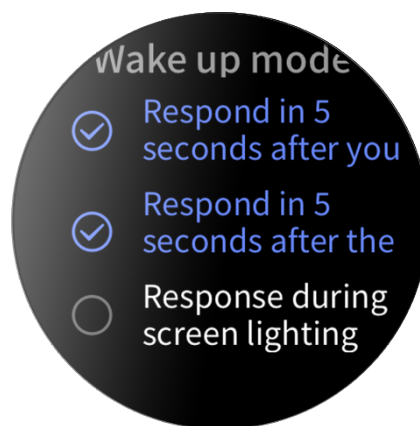 Wake up mode
Respond in 5
seconds after you
Respond in 5
seconds after the
Response during
screen lighting